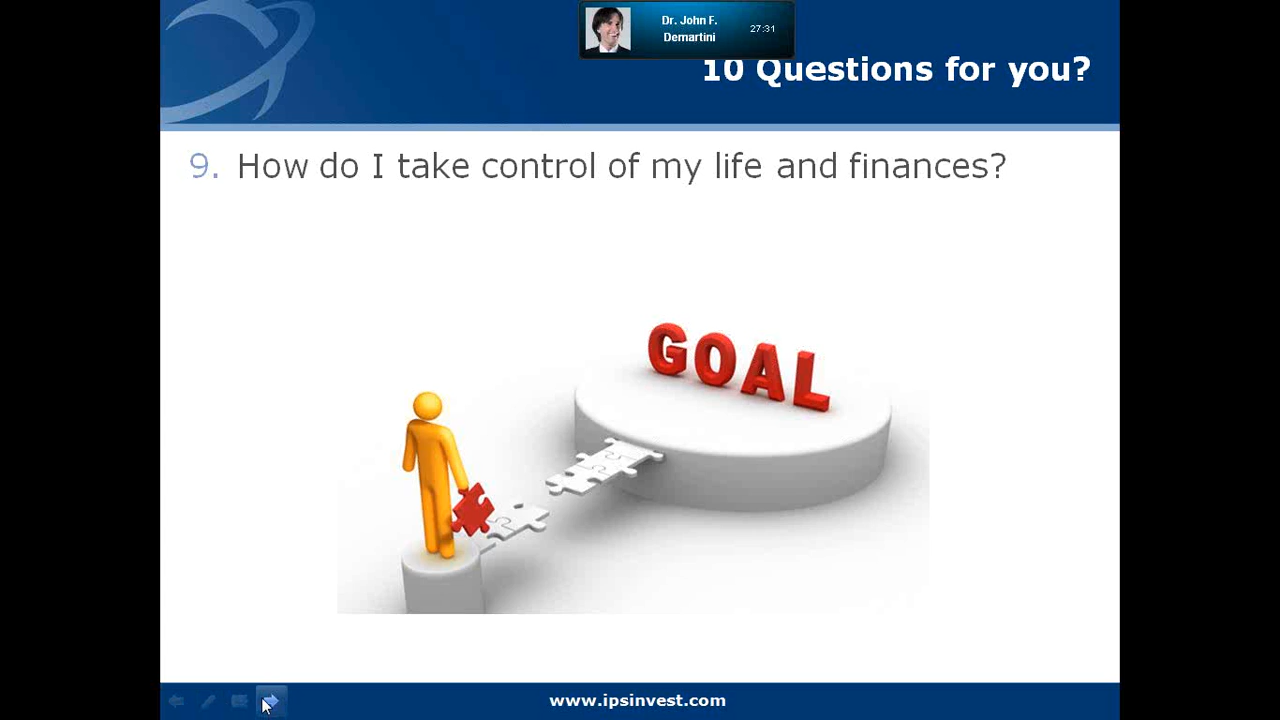 Dr. John F.
Demartini
27:31
10 Questions for you?
9. How do I take control of my life and finances?
GOAL
www.ipsinvest.com